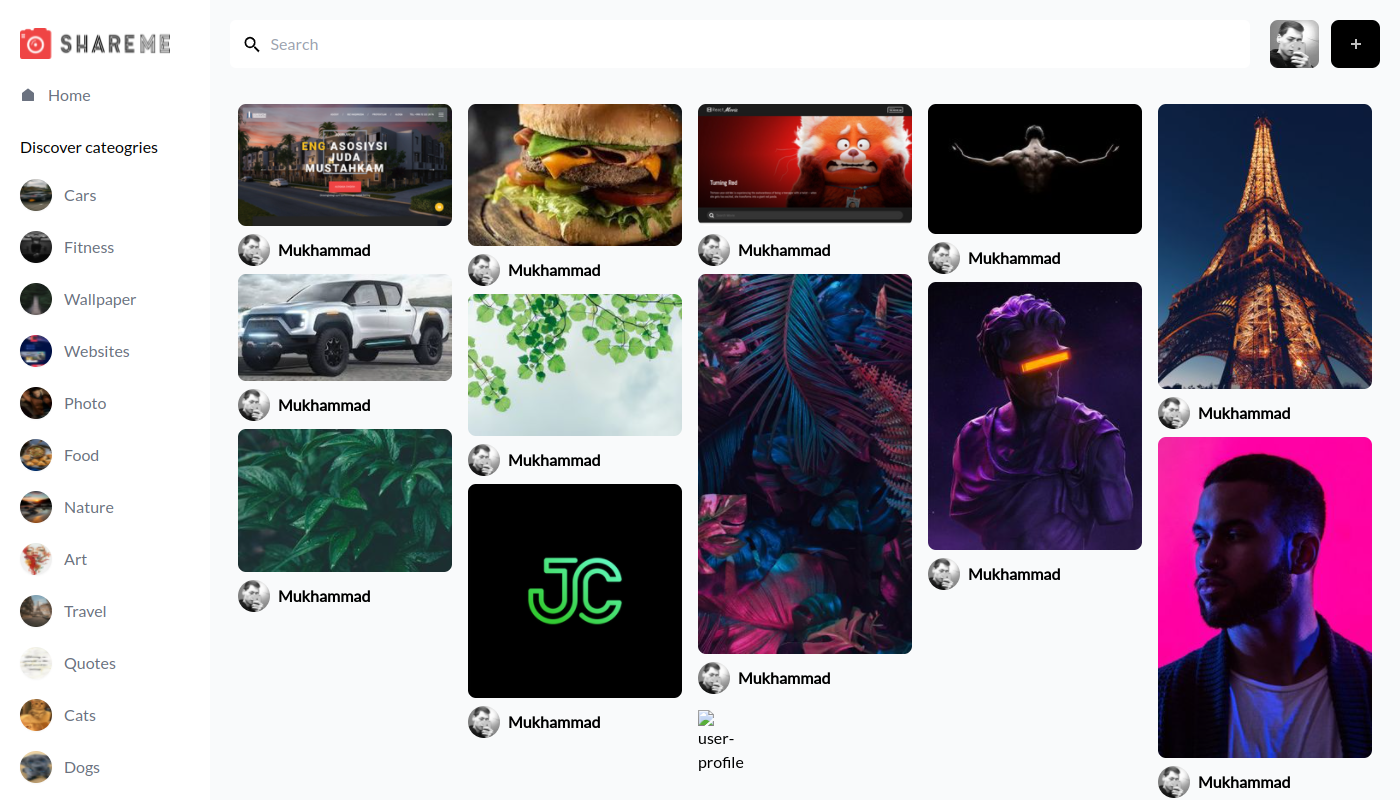 SHAREME
Home
Discover cateogries
Cars
Fitness
Wallpaper
Websites
Photo
Food
Nature
Art
Travel
Quotes
Cats
Dogs
Search
+
ENG ASOSIYSI
JUDA
MUSTAHKAM
Mukhammad
Mukhammad
Mukhammad
Mukhammad
Mukhammad
JC
Mukhammad
Turning Red
Mukhammad
Mukhammad
user-
profile
Mukhammad
Mukhammad
Mukhammad
Mukhammad